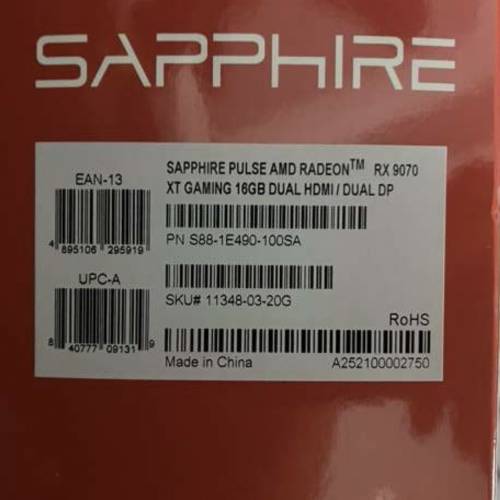 SAPPHIRE
EAN-13
4 895106 295919
UPC-A
8 40777 09131 9
SAPPHIRE PULSE AMD RADEON™ RX 9070
XT GAMING 16GB DUAL HDMI / DUAL DP
PN S88-1E490-100SA
SKU# 11348-03-20G
RoHS
Made in China
A252100002750